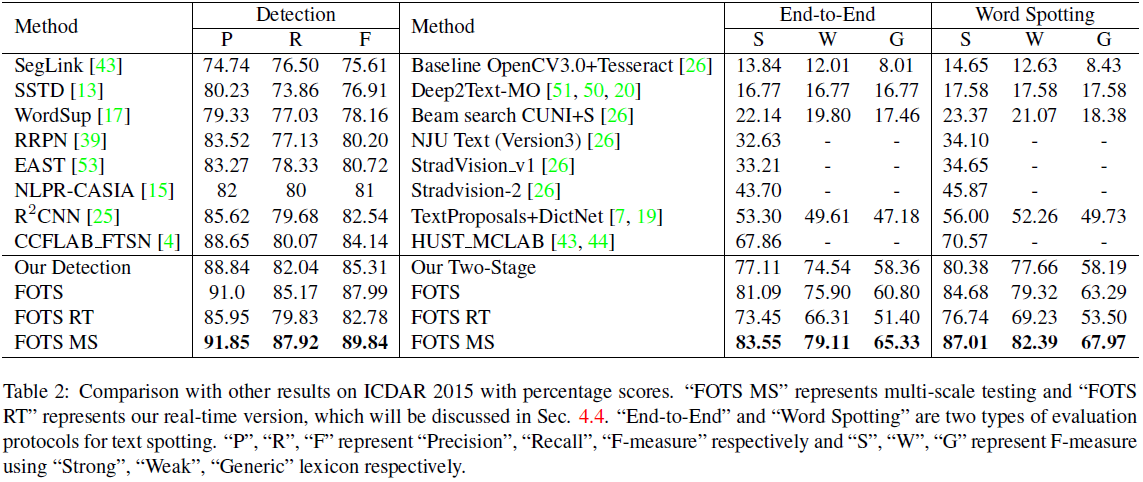 Method Detection Method End-to-End Word Spotting
P R F S W G S W G
SegLink [43] 74.74 76.50 75.61 Baseline OpenCV3.0+Tesseract [26] 13.84 12.01 8.01 14.65 12.63 8.43
SSTD [13] 80.23 73.86 76.91 Deep2Text-MO [51, 50, 20] 16.77 16.77 16.77 17.58 17.58 17.58
WordSup [17] 79.33 77.03 78.16 Beam search CUNI+S [26] 22.14 19.80 17.46 23.37 21.07 18.38
RRPN [39] 83.52 77.13 80.20 NJU Text (Version3) [26] 32.63 - - 34.10 - -
EAST [53] 83.27 78.33 80.72 StradVision_v1 [26] 33.21 - - 34.65 - -
NLPR-CASIA [15] 82 80 81 Stradvision-2 [26] 43.70 - - 45.87 - -
R²CNN [25] 85.62 79.68 82.54 TextProposals+DictNet [7, 19] 53.30 49.61 47.18 56.00 52.26 49.73
CCFLAB_FTSN [4] 88.65 80.07 84.14 HUST_MCLAB [43, 44] 67.86 - - 70.57 - -
Our Detection 88.84 82.04 85.31 Our Two-Stage 77.11 74.54 58.36 80.38 77.66 58.19
FOTS 91.0 85.17 87.99 FOTS 81.09 75.90 60.80 84.68 79.32 63.29
FOTS RT 85.95 79.83 82.78 FOTS RT 73.45 66.31 51.40 76.74 69.23 53.50
FOTS MS 91.85 87.92 89.84 FOTS MS 83.55 79.11 65.33 87.01 82.39 67.97
Table 2: Comparison with other results on ICDAR 2015 with percentage scores. “FOTS MS” represents multi-scale testing and “FOTS
RT” represents our real-time version, which will be discussed in Sec. 4.4. “End-to-End” and “Word Spotting” are two types of evaluation
protocols for text spotting. “P”, “R”, “F” represent “Precision”, “Recall”, “F-measure” respectively and “S”, “W”, “G” represent F-measure
using “Strong”, “Weak”, “Generic” lexicon respectively.